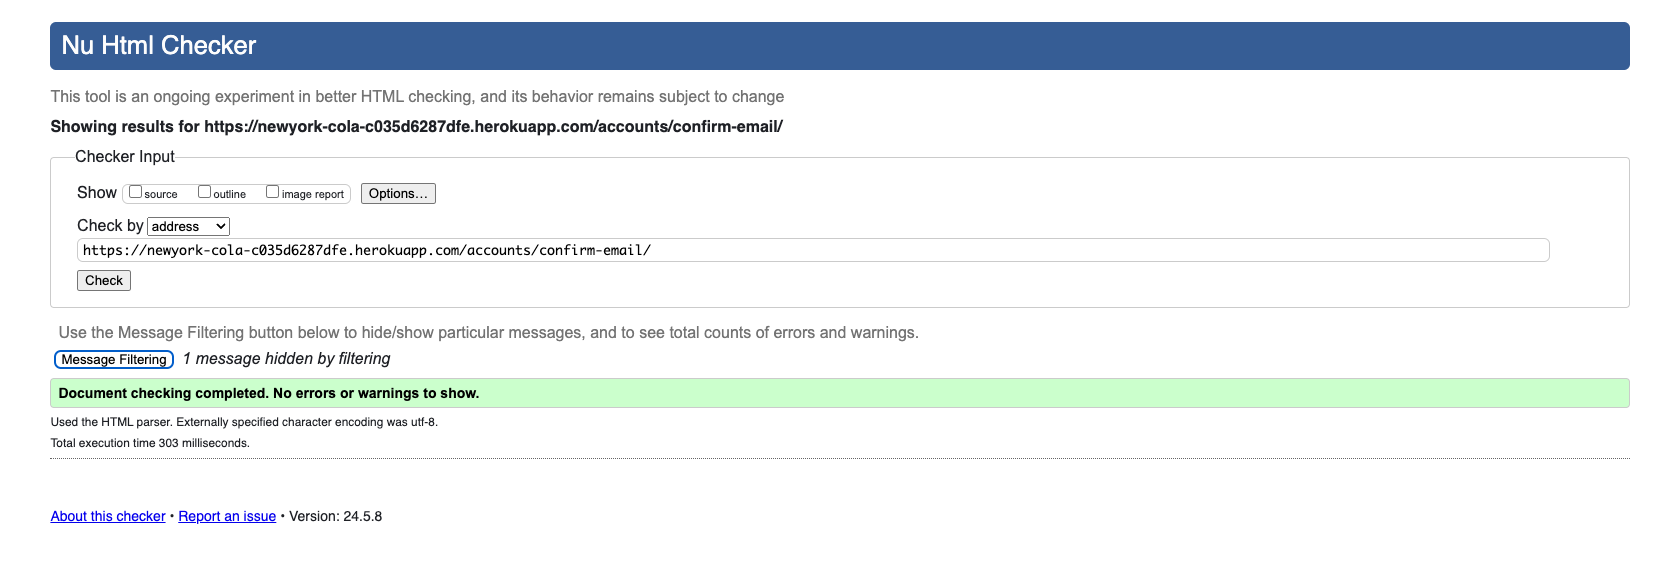 Nu Html Checker
This tool is an ongoing experiment in better HTML checking, and its behavior remains subject to change
Showing results for https://newyork-cola-c035d6287dfe.herokuapp.com/accounts/confirm-email/
Checker Input
Show source outline image report Options...
Check by address
https://newyork-cola-c035d6287dfe.herokuapp.com/accounts/confirm-email/
Check
Use the Message Filtering button below to hide/show particular messages, and to see total counts of errors and warnings.
Message Filtering 1 message hidden by filtering
Document checking completed. No errors or warnings to show.
Used the HTML parser. Externally specified character encoding was utf-8.
Total execution time 303 milliseconds.
About this checker • Report an issue • Version: 24.5.8